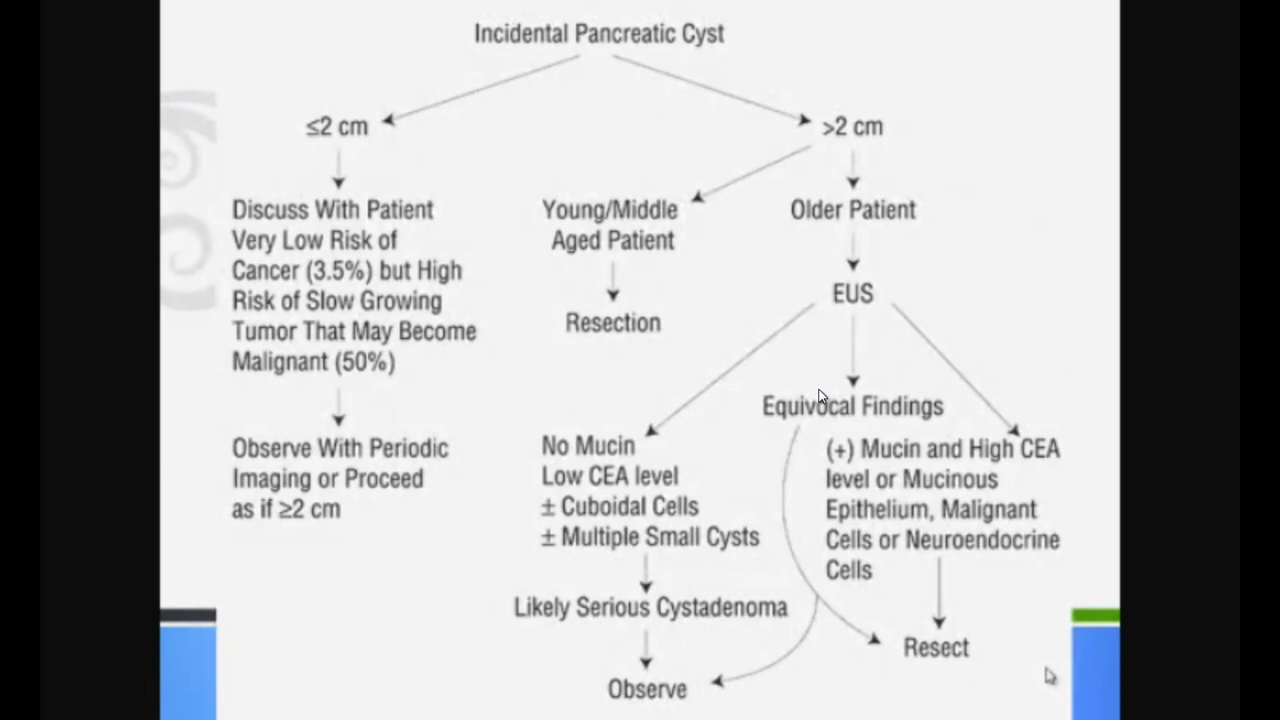 Incidental Pancreatic Cyst
≤2 cm
>2 cm
Discuss With Patient
Very Low Risk of
Cancer (3.5%) but High
Risk of Slow Growing
Tumor That May Become
Malignant (50%)
Observe With Periodic
Imaging or Proceed
as if ≥2 cm
Young/Middle
Aged Patient
Resection
Older Patient
EUS
No Mucin
Low CEA level
± Cuboidal Cells
± Multiple Small Cysts
Likely Serious Cystadenoma
Observe
Equivocal Findings
(+) Mucin and High CEA
level or Mucinous
Epithelium, Malignant
Cells or Neuroendocrine
Cells
Resect